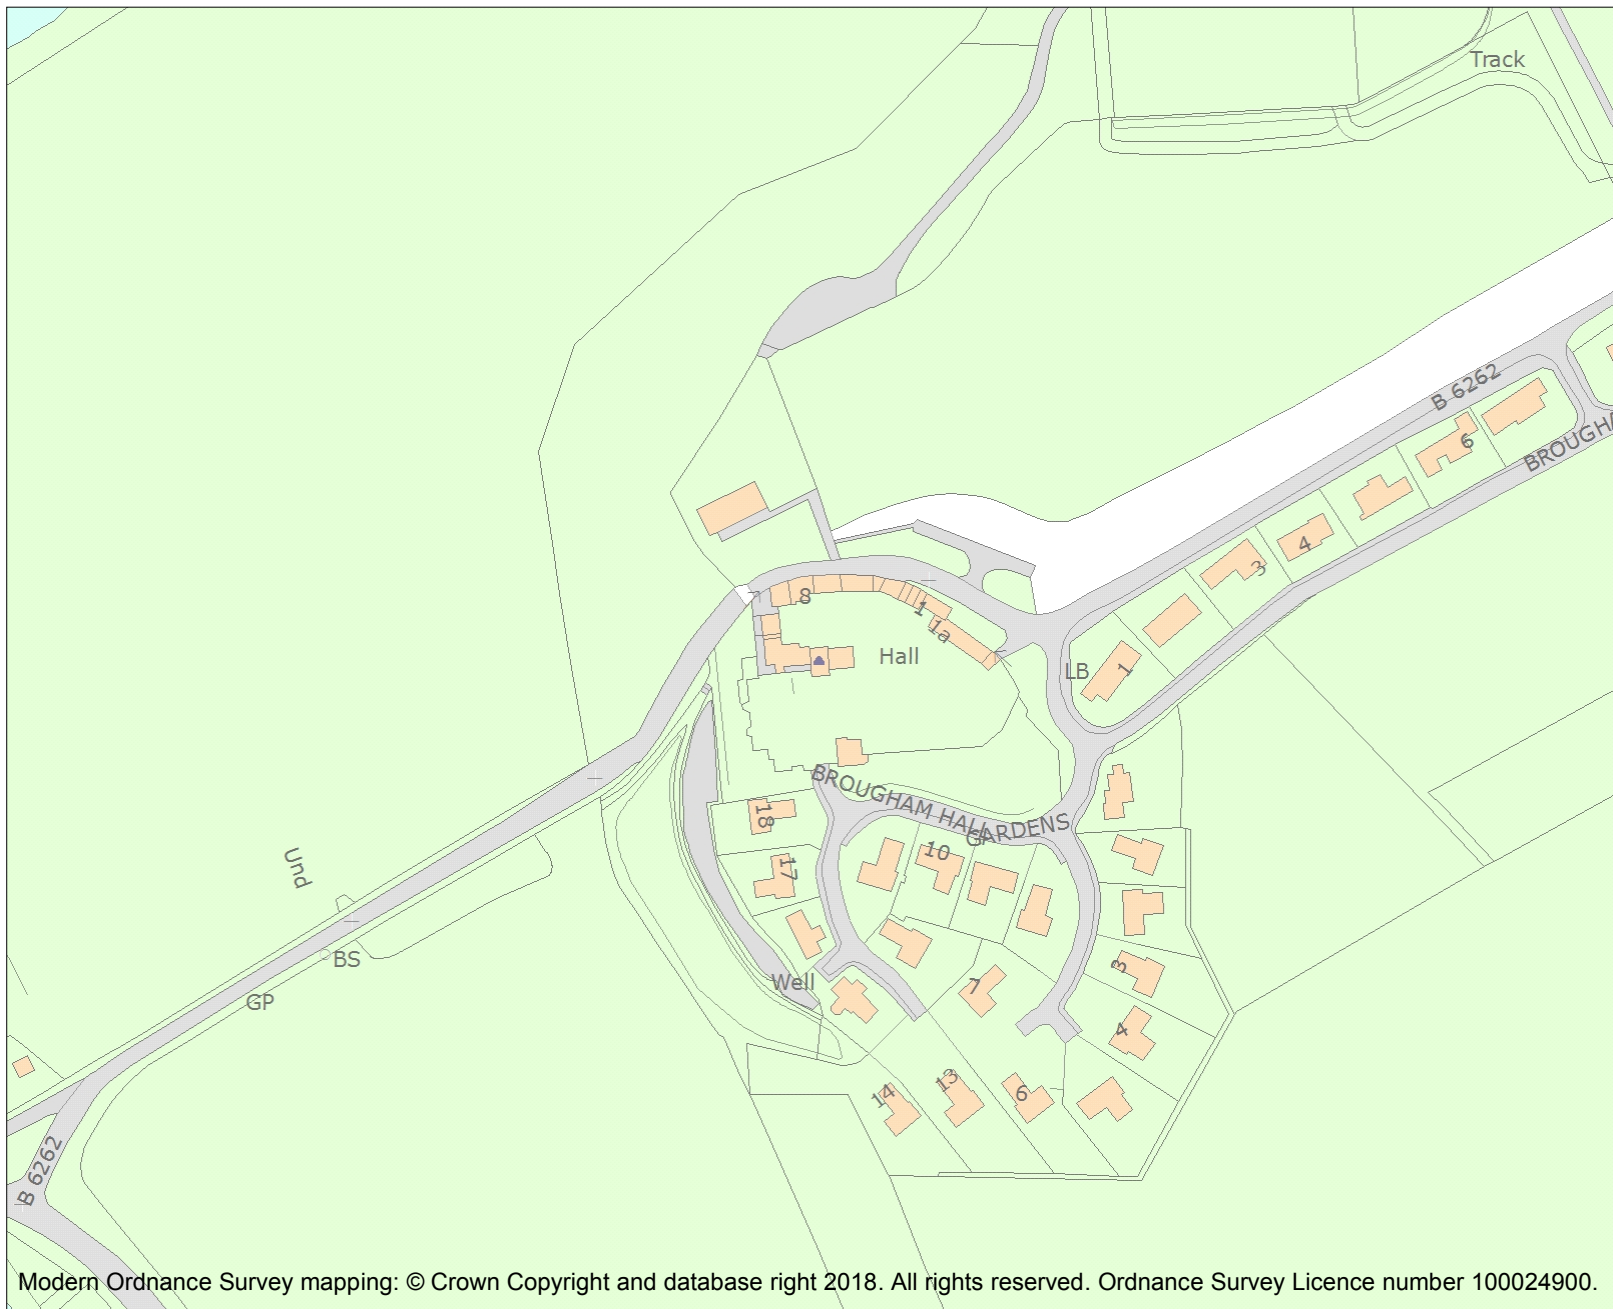 Track
B 6262
6
BROUGHA
4
3
8
1
1a
Hall
LB
1
BROUGHAM HALL
GARDENS
18
10
17
Und
BS
3
Well
7
GP
4
14
13
6
B 6262
Modern Ordnance Survey mapping: © Crown Copyright and database right 2018. All rights reserved. Ordnance Survey Licence number 100024900.